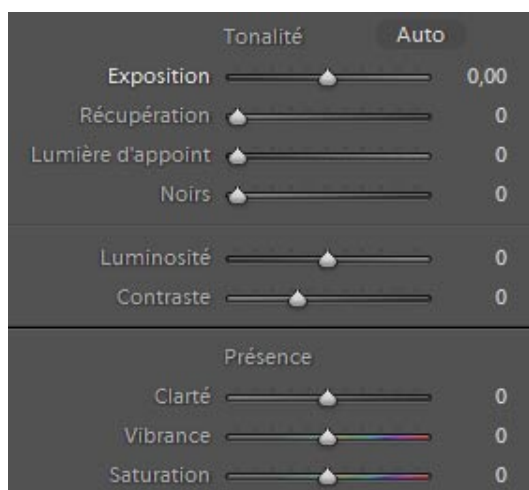 Tonalité Auto
Exposition 0,00
Récupération 0
Lumière d'appoint 0
Noirs 0
Luminosité 0
Contraste 0
Présence
Clarté 0
Vibrance 0
Saturation 0